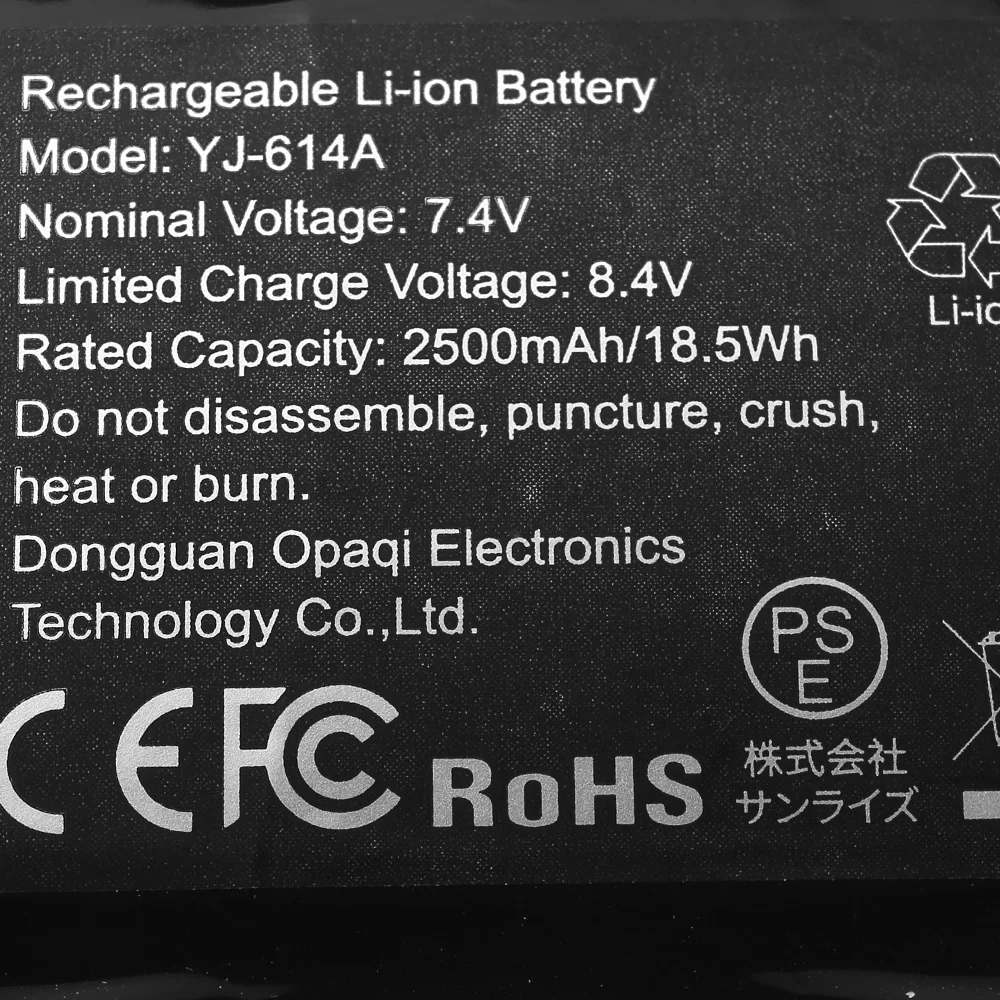 Rechargeable Li-ion Battery
Model: YJ-614A
Nominal Voltage: 7.4V
Limited Charge Voltage: 8.4V
Rated Capacity: 2500mAh/18.5Wh
Do not disassemble, puncture, crush,
heat or burn.
Dongguan Opaqi Electronics
Technology Co.,Ltd.
CE FC RoHS
PS
E
株式会社
サンライズ